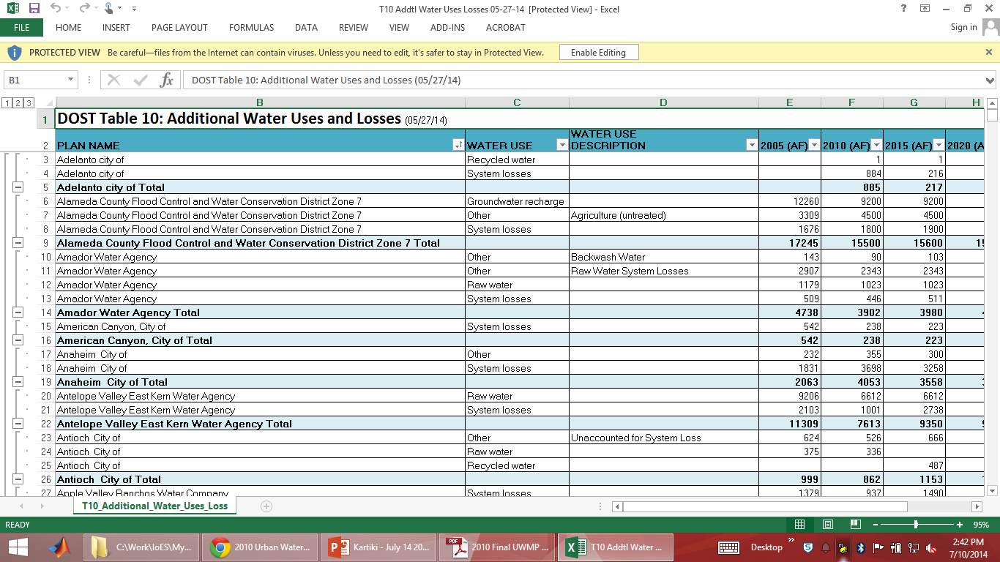 T10 Addtl Water Uses Losses 05-27-14 [Protected View] - Excel
FILE HOME INSERT PAGE LAYOUT FORMULAS DATA REVIEW VIEW ADD-INS ACROBAT Sign in
PROTECTED VIEW Be careful—files from the Internet can contain viruses. Unless you need to edit, it's safer to stay in Protected View. Enable Editing
B1 fx DOST Table 10: Additional Water Uses and Losses (05/27/14)
1 2 3 B C D E F G H
1 DOST Table 10: Additional Water Uses and Losses (05/27/14)
WATER USE
2 PLAN NAME WATER USE DESCRIPTION 2005 (AF) 2010 (AF) 2015 (AF) 2020 (A
3 Adelanto city of Recycled water 1 1
4 Adelanto city of System losses 884 216
5 Adelanto city of Total 885 217
6 Alameda County Flood Control and Water Conservation District Zone 7 Groundwater recharge 12260 9200 9200
7 Alameda County Flood Control and Water Conservation District Zone 7 Other Agriculture (untreated) 3309 4500 4500
8 Alameda County Flood Control and Water Conservation District Zone 7 System losses 1676 1800 1900
9 Alameda County Flood Control and Water Conservation District Zone 7 Total 17245 15500 15600
10 Amador Water Agency Other Backwash Water 143 90 103
11 Amador Water Agency Other Raw Water System Losses 2907 2343 2343
12 Amador Water Agency Raw water 1179 1023 1023
13 Amador Water Agency System losses 509 446 511
14 Amador Water Agency Total 4738 3902 3980
15 American Canyon, City of System losses 542 238 223
16 American Canyon, City of Total 542 238 223
17 Anaheim  City of Other 232 355 300
18 Anaheim  City of System losses 1831 3698 3258
19 Anaheim  City of Total 2063 4053 3558
20 Antelope Valley East Kern Water Agency Raw water 9206 6612 6612
21 Antelope Valley East Kern Water Agency System losses 2103 1001 2738
22 Antelope Valley East Kern Water Agency Total 11309 7613 9350
23 Antioch  City of Other Unaccounted for System Loss 624 526 666
24 Antioch  City of Raw water 375 336
25 Antioch  City of Recycled water 487
26 Antioch  City of Total 999 862 1153
27 Apple Valley Ranchos Water Company System losses 1379 937 1490
T10_Additional_Water_Uses_Loss
READY 95%
C:\Work\IoES\My... 2010 Urban Water... Kartiki - July 14 20... 2010 Final UWMP ... T10 Addtl Water ... Desktop 2:42 PM
7/10/2014